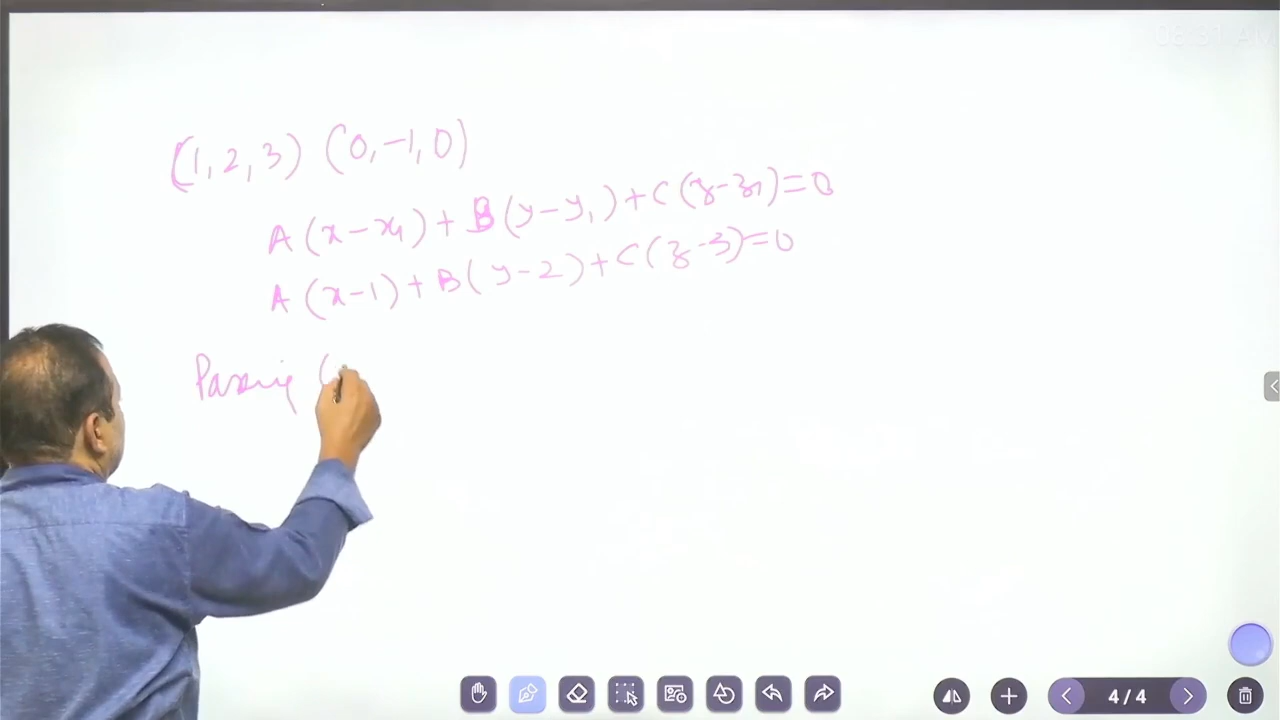 (1, 2, 3) (0, -1, 0)
A (x - x₁) + B (y - y₁) + C (z - z₁) = 0
A (x - 1) + B (y - 2) + C (z - 3) = 0
Passing (
4 / 4